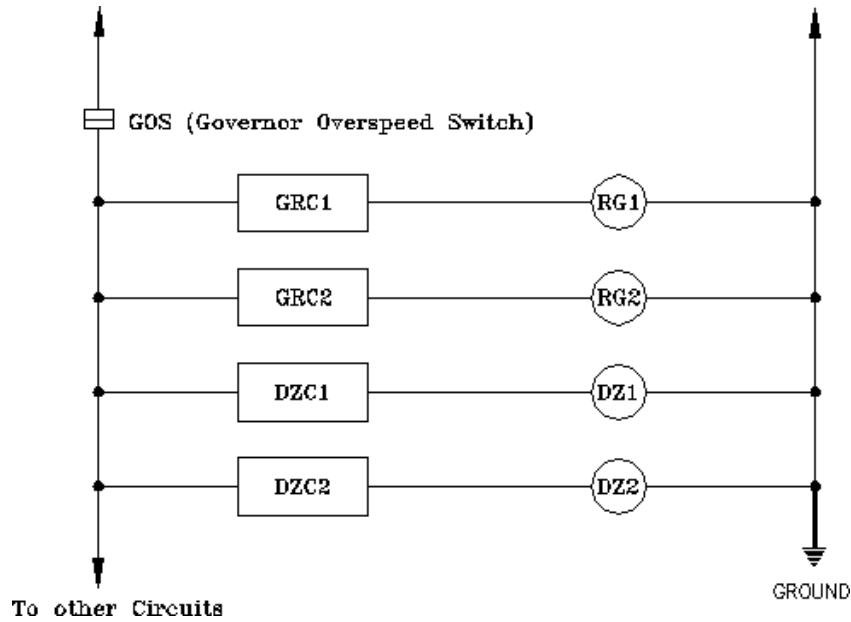 GOS (Governor Overspeed Switch)
GRC1 RG1
GRC2 RG2
DZC1 DZ1
DZC2 DZ2
GROUND
To other Circuits